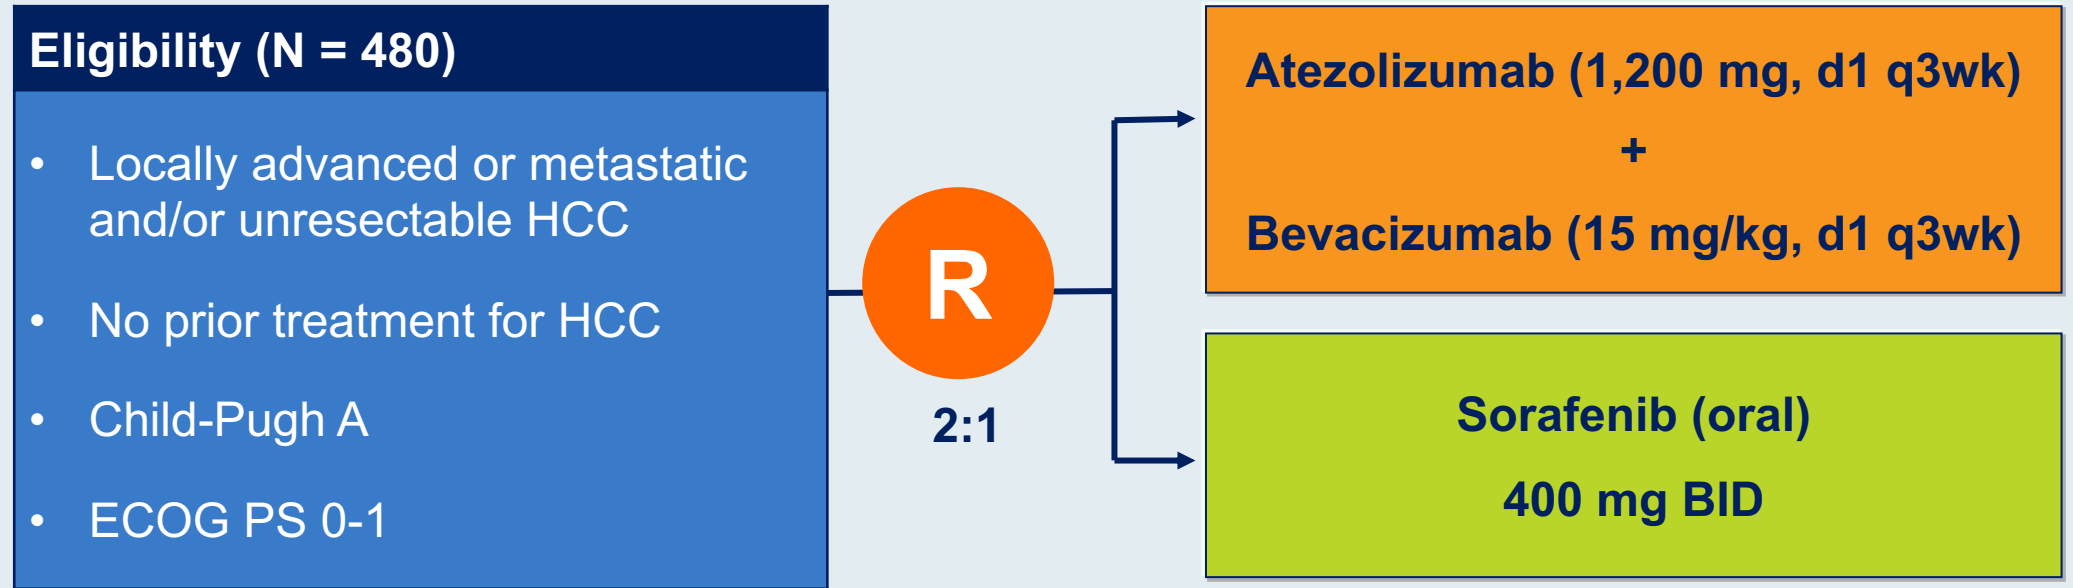 Eligibility (N = 480)
• Locally advanced or metastatic
and/or unresectable HCC
• No prior treatment for HCC
• Child-Pugh A
• ECOG PS 0-1
R
2:1
Atezolizumab (1,200 mg, d1 q3wk)
+
Bevacizumab (15 mg/kg, d1 q3wk)
Sorafenib (oral)
400 mg BID